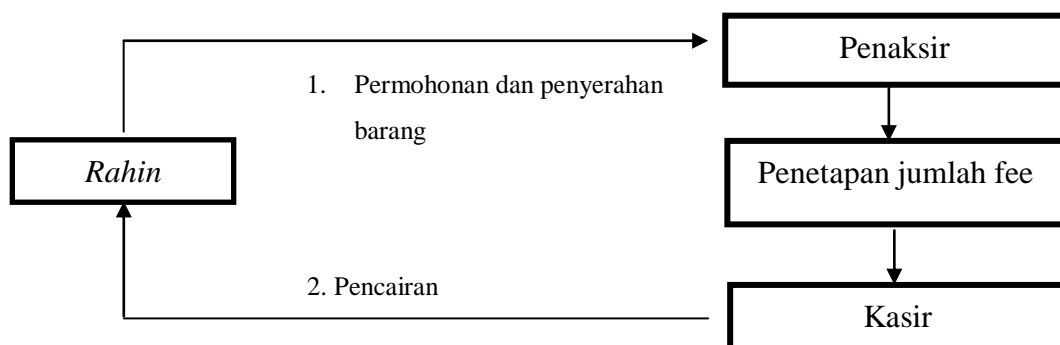 Penaksir
1. Permohonan dan penyerahan
barang
Rahin
Penetapan jumlah fee
2. Pencairan
Kasir